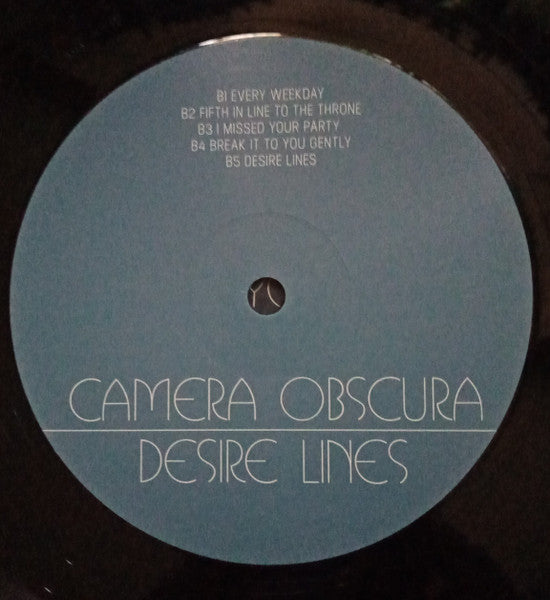 B1 EVERY WEEKDAY
B2 FIFTH IN LINE TO THE THRONE
B3 I MISSED YOUR PARTY
B4 BREAK IT TO YOU GENTLY
B5 DESIRE LINES
CAMERA OBSCURA
DESIRE LINES